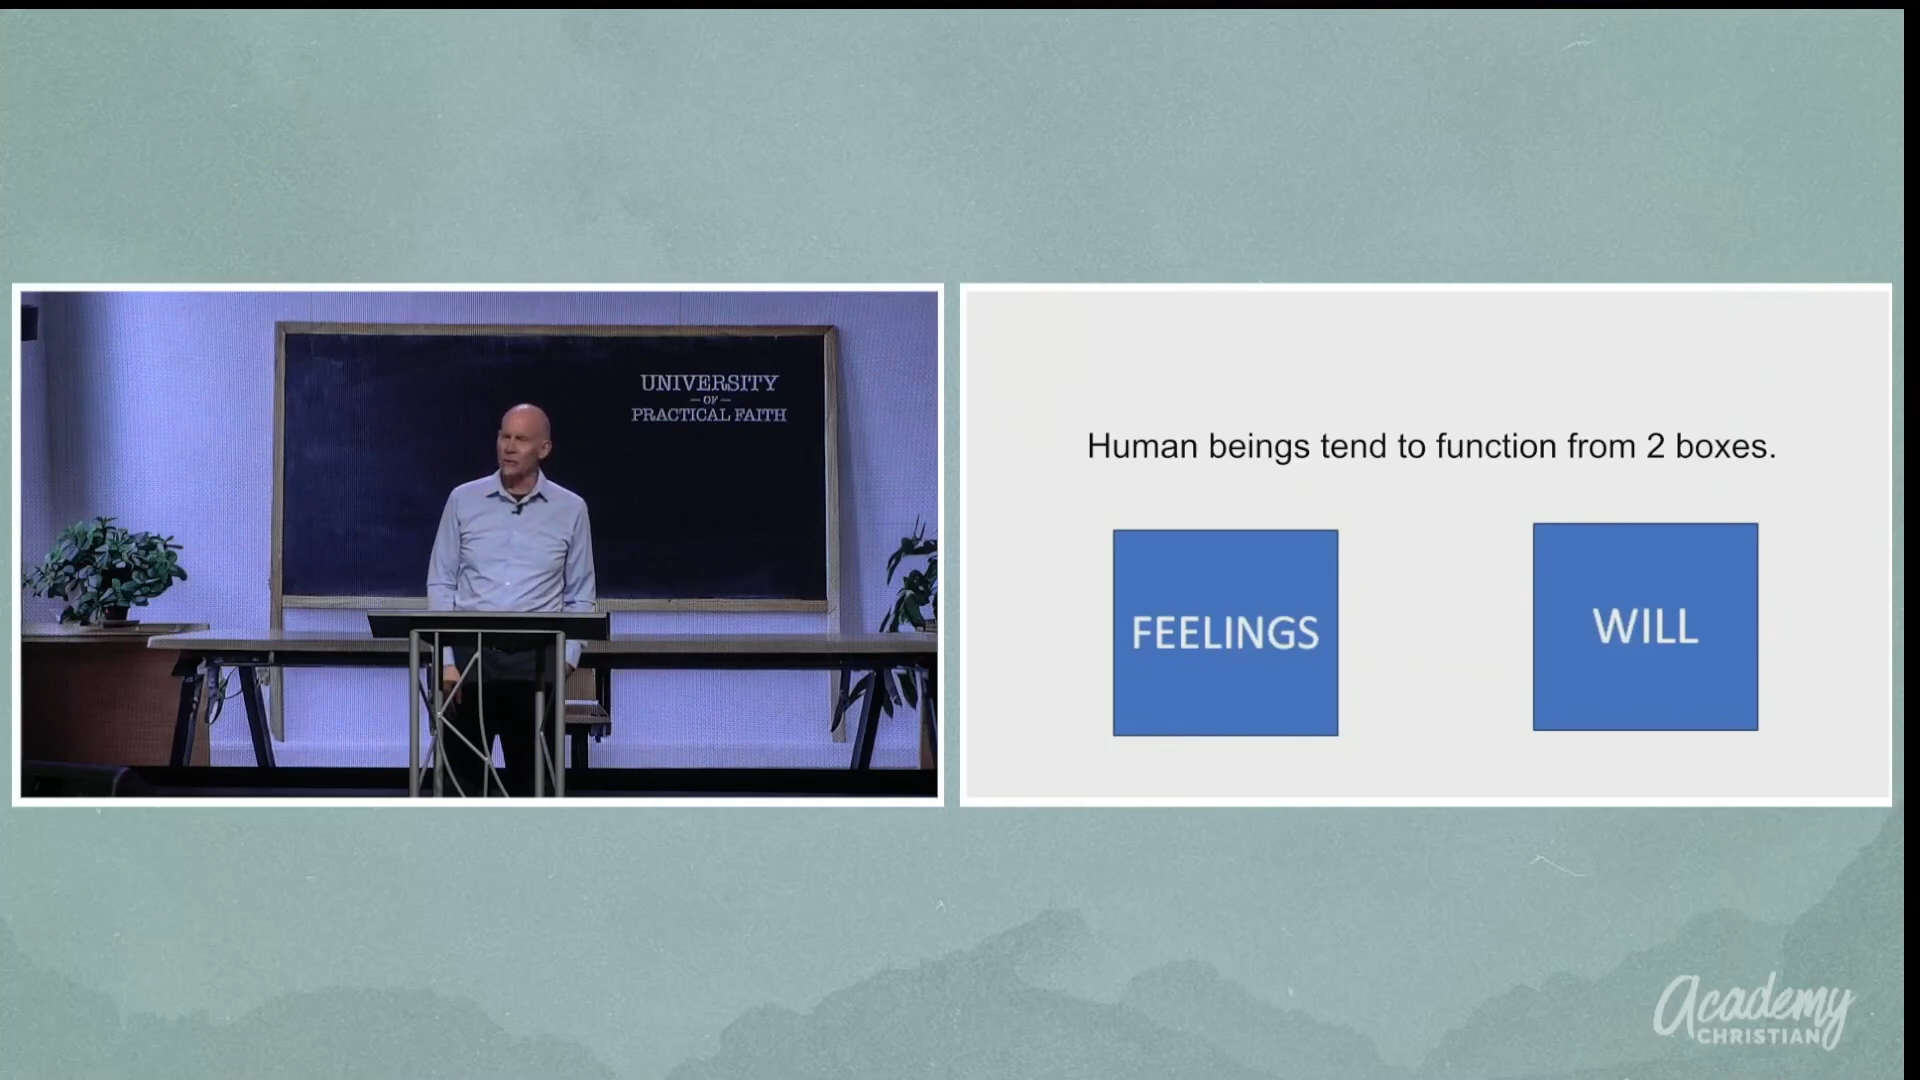 UNIVERSITY
— OF —
PRACTICAL FAITH
Human beings tend to function from 2 boxes.
FEELINGS
WILL
academy
CHRISTIAN